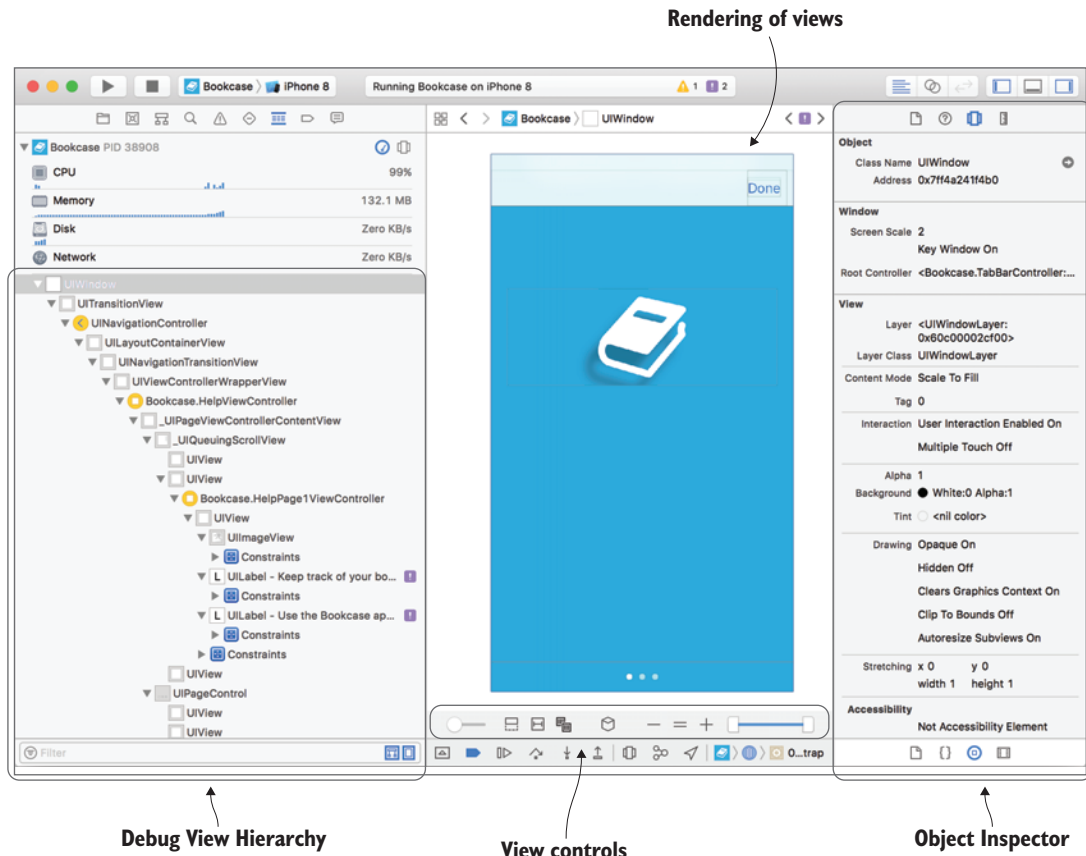 Rendering of views
Bookcase 〉 iPhone 8
Running Bookcase on iPhone 8
1 2
Bookcase 〉 UIWindow
Bookcase PID 38908
CPU 99%
Memory 132.1 MB
Disk Zero KB/s
Network Zero KB/s
UIWindow
UITransitionView
UINavigationController
UILayoutContainerView
UINavigationTransitionView
UIViewControllerWrapperView
Bookcase.HelpViewController
_UIPageViewControllerContentView
_UIQueuingScrollView
UIView
UIView
Bookcase.HelpPage1ViewController
UIView
UIImageView
Constraints
L UILabel - Keep track of your bo...
Constraints
L UILabel - Use the Bookcase ap...
Constraints
Constraints
UIView
UIPageControl
UIView
UIView
Filter
Done
0...trap
Object
Class Name UIWindow
Address 0x7ff4a241f4b0
Window
Screen Scale 2
Key Window On
Root Controller <Bookcase.TabBarController:...
View
Layer <UIWindowLayer:
0x60c00002cf00>
Layer Class UIWindowLayer
Content Mode Scale To Fill
Tag 0
Interaction User Interaction Enabled On
Multiple Touch Off
Alpha 1
Background White:0 Alpha:1
Tint <nil color>
Drawing Opaque On
Hidden Off
Clears Graphics Context On
Clip To Bounds Off
Autoresize Subviews On
Stretching x 0 y 0
width 1 height 1
Accessibility
Not Accessibility Element
Debug View Hierarchy
View controls
Object Inspector